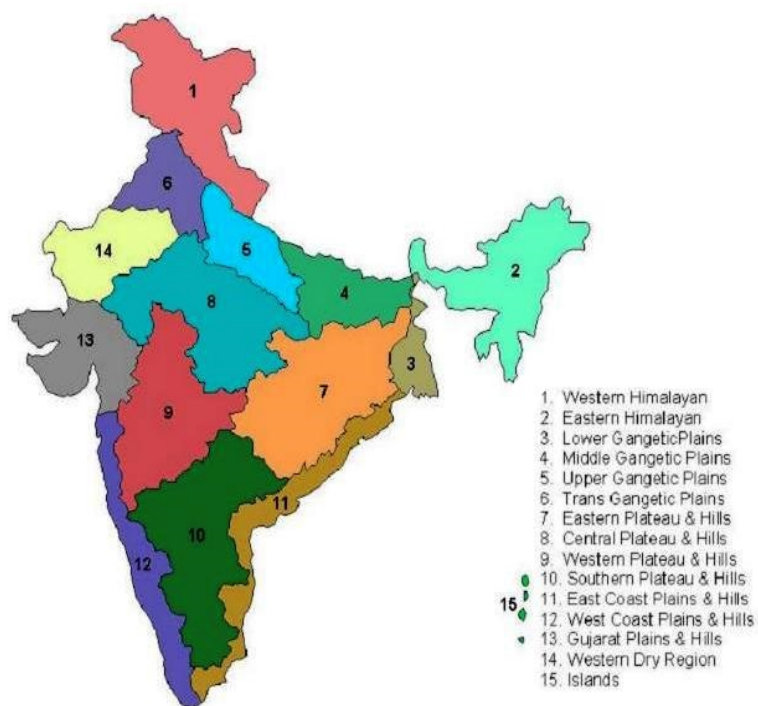 1
6
14
5
2
8
4
13
3
7
9
11
10
12
15
1. Western Himalayan
2. Eastern Himalayan
3. Lower GangeticPlains
4. Middle Gangetic Plains
5. Upper Gangetic Plains
6. Trans Gangetic Plains
7. Eastern Plateau & Hills
8. Central Plateau & Hills
9. Western Plateau & Hills
10. Southern Plateau & Hills
11. East Coast Plains & Hills
12. West Coast Plains & Hills
13. Gujarat Plains & Hills
14. Western Dry Region
15. Islands